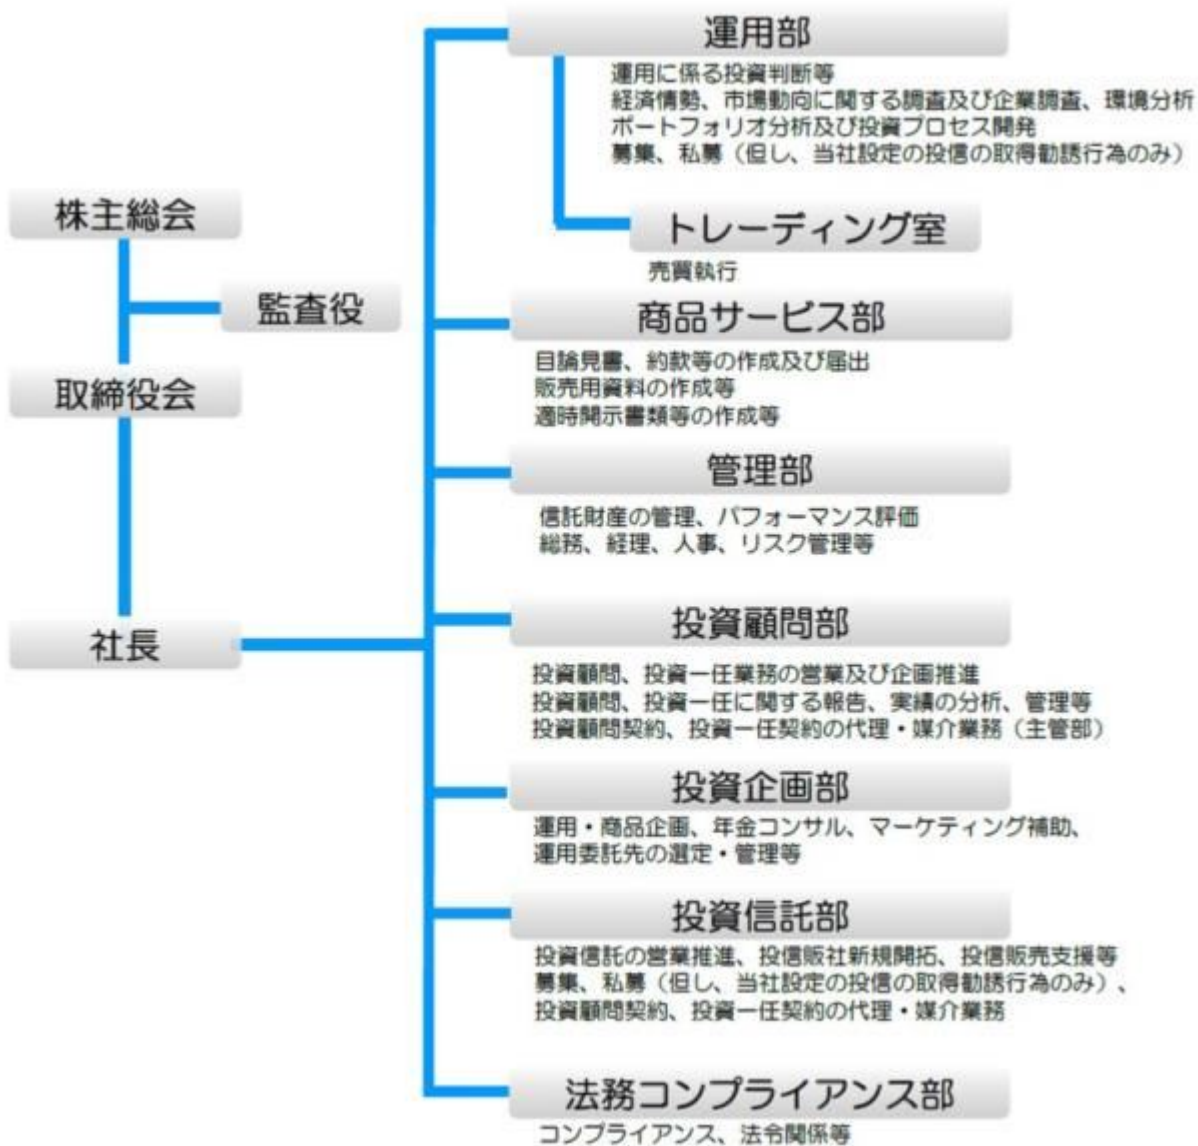 株主総会
監査役
取締役会
社長
運用部
運用に係る投資判断等
経済情勢、市場動向に関する調査及び企業調査、環境分析
ポートフォリオ分析及び投資プロセス開発
募集、私募（但し、当社設定の投信の取得勧誘行為のみ）
トレーディング室
売買執行
商品サービス部
目論見書、約款等の作成及び届出
販売用資料の作成等
適時開示書類等の作成等
管理部
信託財産の管理、パフォーマンス評価
総務、経理、人事、リスク管理等
投資顧問部
投資顧問、投資一任業務の営業及び企画推進
投資顧問、投資一任に関する報告、実績の分析、管理等
投資顧問契約、投資一任契約の代理・媒介業務（主管部）
投資企画部
運用・商品企画、年金コンサル、マーケティング補助、
運用委託先の選定・管理等
投資信託部
投資信託の営業推進、投信販社新規開拓、投信販売支援等
募集、私募（但し、当社設定の投信の取得勧誘行為のみ）、
投資顧問契約、投資一任契約の代理・媒介業務
法務コンプライアンス部
コンプライアンス、法令関係等